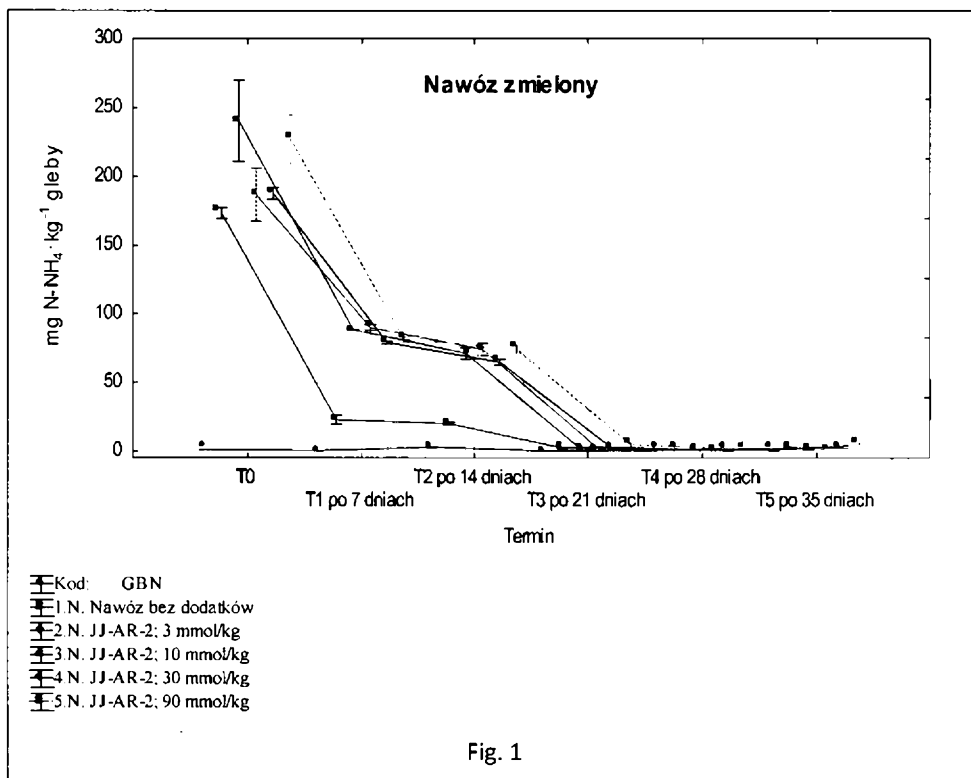 Nawóz zmielony
mg N-NH₄·kg⁻¹ gleby
300
250
200
150
100
50
0
T0
T2 po 14 dniach
T4 po 28 dniach
T1 po 7 dniach
T3 po 21 dniach
T5 po 35 dniach
Termin
Kod: GBN
1.N. Nawóz bez dodatków
2.N. JJ-AR-2; 3 mmol/kg
3.N. JJ-AR-2; 10 mmol/kg
4.N. JJ-AR-2; 30 mmol/kg
5.N. JJ-AR-2; 90 mmol/kg
Fig. 1